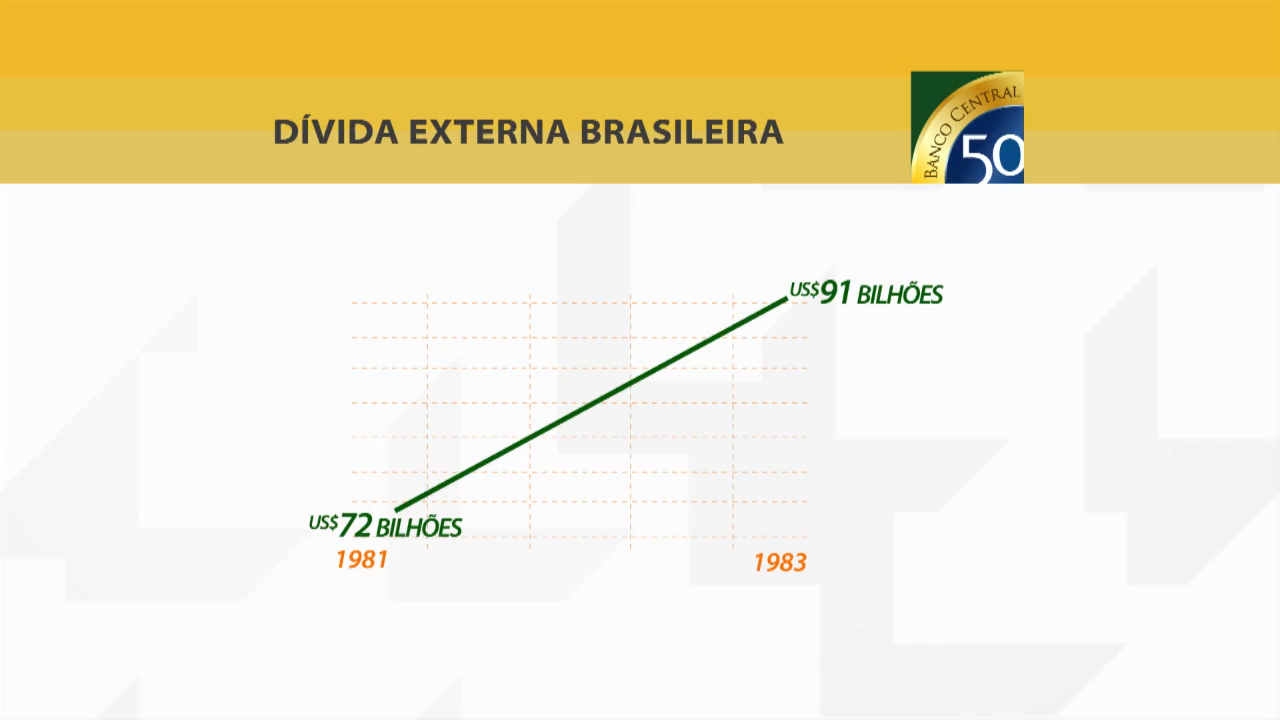 DÍVIDA EXTERNA BRASILEIRA
BANCO CENTRAL
50
US$91 BILHÕES
US$72 BILHÕES
1981
1983